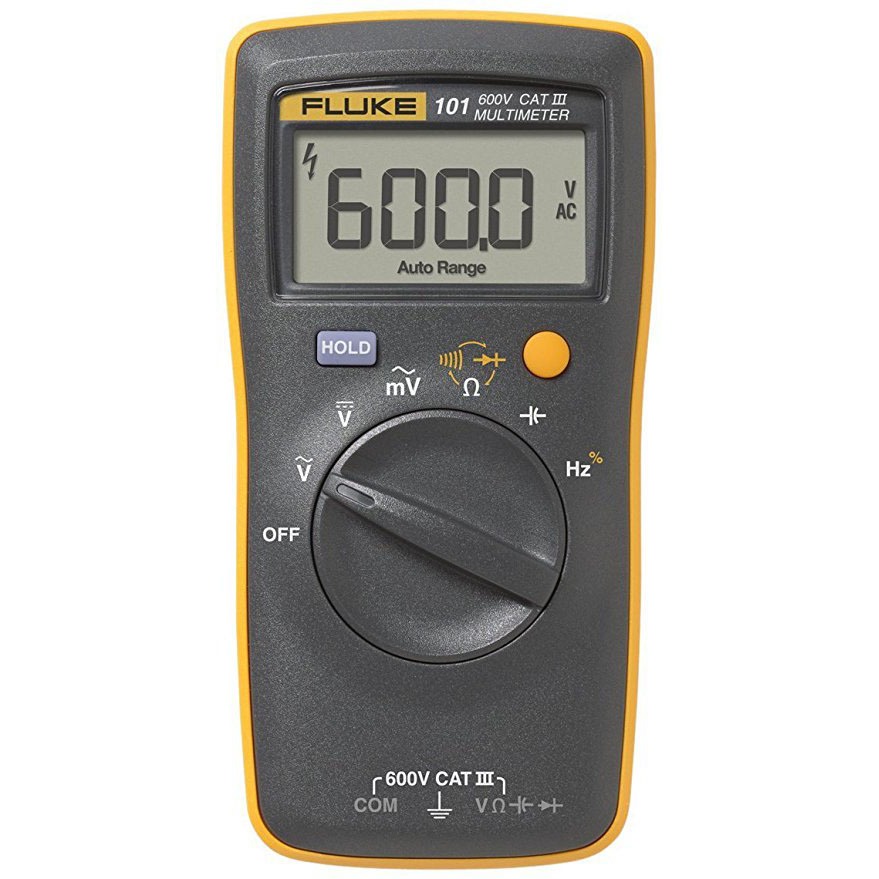 FLUKE 101 600V CAT III
MULTIMETER
600.0 V
AC
Auto Range
HOLD
mV
Ω
V
V
Hz%
OFF
600V CAT III
COM VΩ